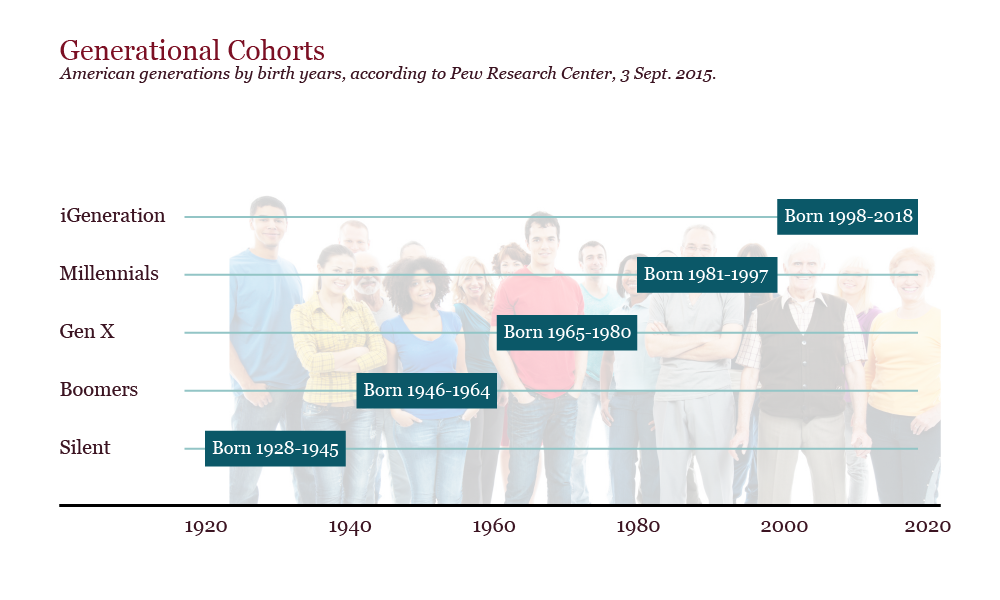 Generational Cohorts
American generations by birth years, according to Pew Research Center, 3 Sept. 2015.
iGeneration Born 1998-2018
Millennials Born 1981-1997
Gen X Born 1965-1980
Boomers Born 1946-1964
Silent Born 1928-1945
1920 1940 1960 1980 2000 2020